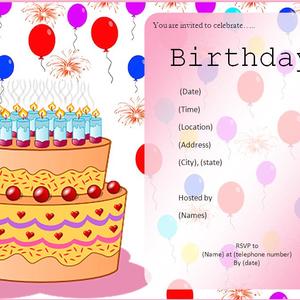 You are invited to celebrate…..
Birthday
(Date)
(Time)
(Location)
(Address)
(City), (state)
Hosted by
(Names)
RSVP to
(Name) at (telephone number)
By (date)